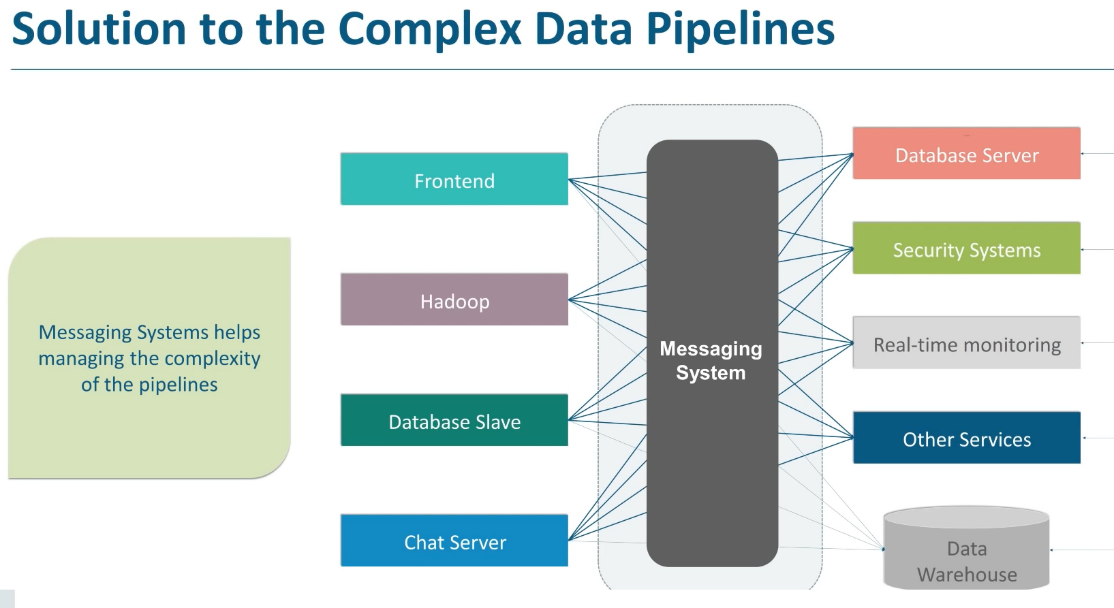 Solution to the Complex Data Pipelines
Messaging Systems helps
managing the complexity
of the pipelines
Frontend
Hadoop
Database Slave
Chat Server
Messaging
System
Database Server
Security Systems
Real-time monitoring
Other Services
Data
Warehouse